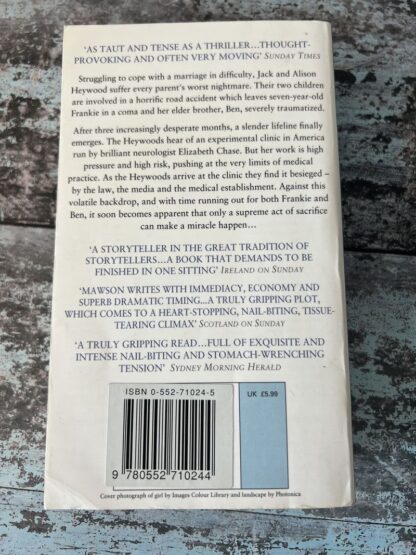 'AS TAUT AND TENSE AS A THRILLER...THOUGHT-
PROVOKING AND OFTEN VERY MOVING' SUNDAY TIMES
Struggling to cope with a marriage in difficulty, Jack and Alison
Heywood suffer every parent's worst nightmare. Their two children
are involved in a horrific road accident which leaves seven-year-old
Frankie in a coma and her elder brother, Ben, severely traumatized.
After three increasingly desperate months, a slender lifeline finally
emerges. The Heywoods hear of an experimental clinic in America
run by brilliant neurologist Elizabeth Chase. But her work is high
pressure and high risk, pushing at the very limits of medical
practice. As the Heywoods arrive at the clinic they find it besieged –
by the law, the media and the medical establishment. Against this
volatile backdrop, and with time running out for both Frankie and
Ben, it soon becomes apparent that only a supreme act of sacrifice
can make a miracle happen...
'A STORYTELLER IN THE GREAT TRADITION OF
STORYTELLERS...A BOOK THAT DEMANDS TO BE
FINISHED IN ONE SITTING' IRELAND ON SUNDAY
'MAWSON WRITES WITH IMMEDIACY, ECONOMY AND
SUPERB DRAMATIC TIMING...A TRULY GRIPPING PLOT,
WHICH COMES TO A HEART-STOPPING, NAIL-BITING, TISSUE-
TEARING CLIMAX' SCOTLAND ON SUNDAY
'A TRULY GRIPPING READ...FULL OF EXQUISITE AND
INTENSE NAIL-BITING AND STOMACH-WRENCHING
TENSION' SYDNEY MORNING HERALD
ISBN 0-552-71024-5
UK £5.99
9 780552 710244
Cover photograph of girl by Images Colour Library and landscape by Photonica